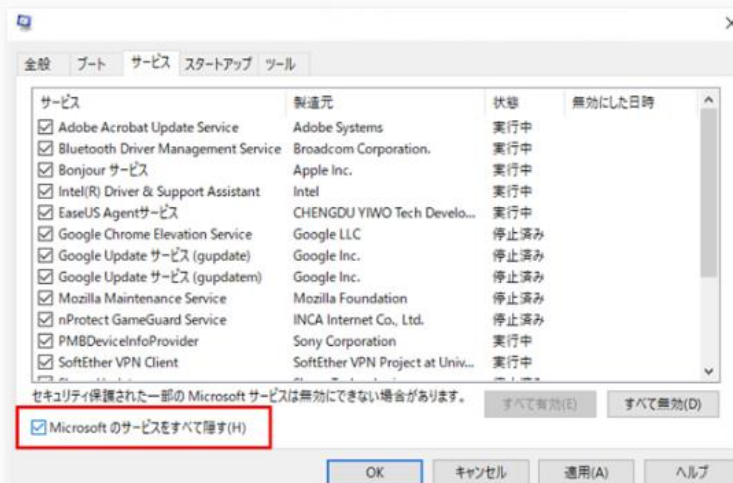 全般 ブート サービス スタートアップ ツール
サービス 製造元 状態 無効にした日時
Adobe Acrobat Update Service Adobe Systems 実行中
Bluetooth Driver Management Service Broadcom Corporation. 実行中
Bonjour サービス Apple Inc. 実行中
Intel(R) Driver & Support Assistant Intel 実行中
EaseUS Agentサービス CHENGDU YIWO Tech Develo... 実行中
Google Chrome Elevation Service Google LLC 停止済み
Google Update サービス (gupdate) Google Inc. 停止済み
Google Update サービス (gupdatem) Google Inc. 停止済み
Mozilla Maintenance Service Mozilla Foundation 停止済み
nProtect GameGuard Service INCA Internet Co., Ltd. 停止済み
PMBDeviceInfoProvider Sony Corporation 実行中
SoftEther VPN Client SoftEther VPN Project at Univ... 実行中
セキュリティ保護された一部の Microsoft サービスは無効にできない場合があります。
すべて有効(E) すべて無効(D)
Microsoft のサービスをすべて隠す(H)
OK キャンセル 適用(A) ヘルプ